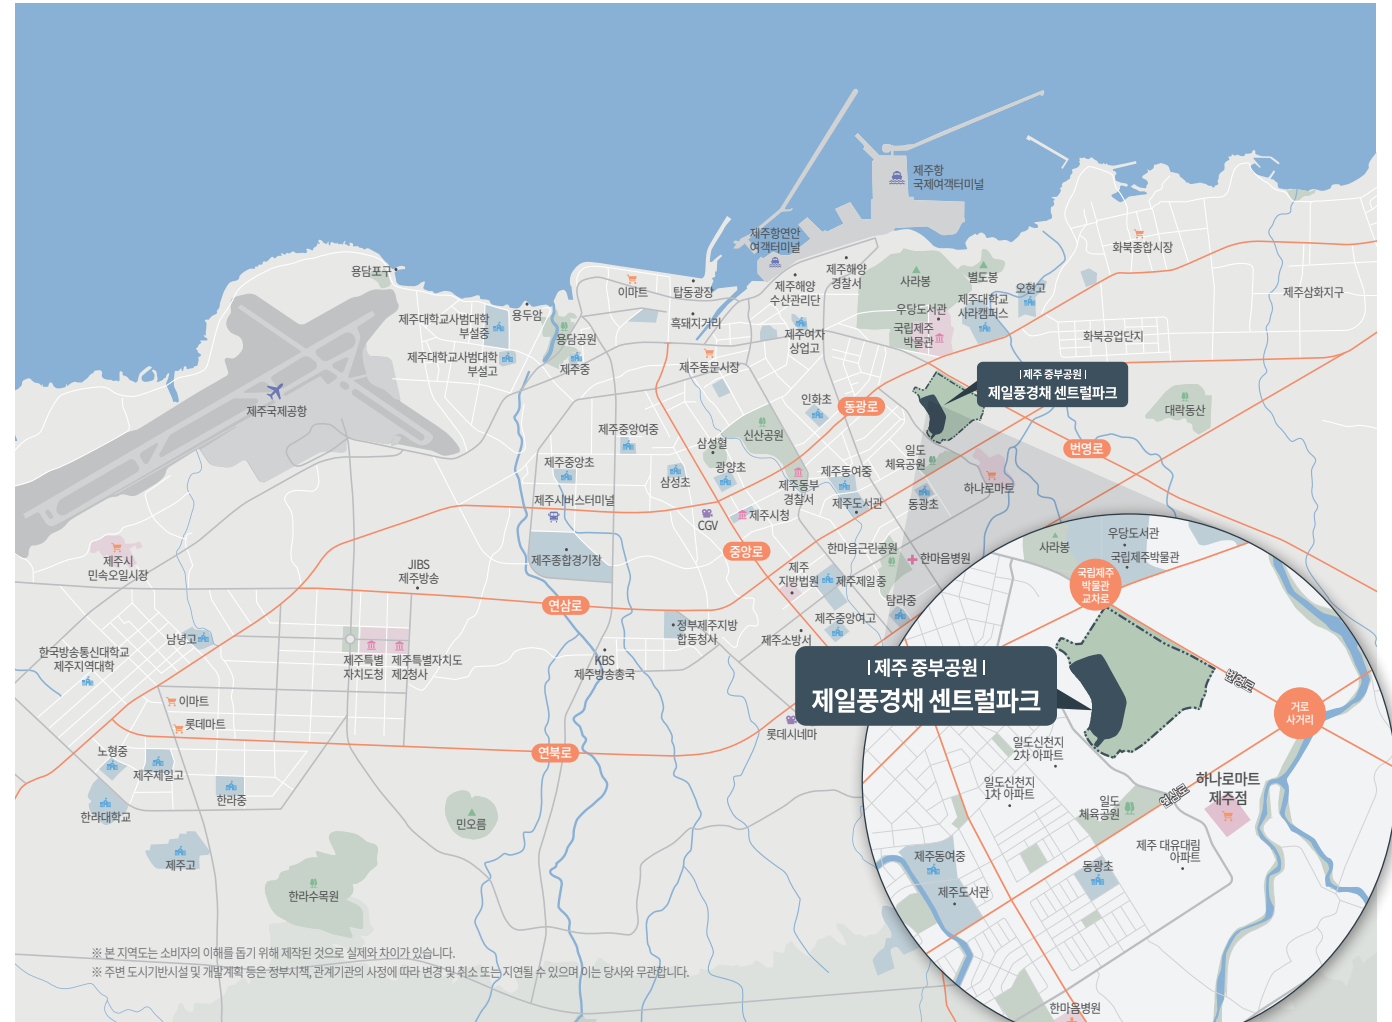 제주항
국제여객터미널
제주항연안
여객터미널
화북종합시장
용담포구
이마트
탑동광장
제주해양
수산관리단
제주해양
경찰서
사라봉
별도봉
오현고
제주삼화지구
제주대학교사범대학
부설중
용두암
흑돼지거리
우당도서관
제주대학교
사라캠퍼스
국립제주
박물관
화북공업단지
제주대학교사범대학
부설고
용담공원
제주중
제주여자
상업고
제주동문시장
| 제주 중부공원 |
제일풍경채 센트럴파크
제주국제공항
인화초
동광로
대락동산
제주중앙여중
삼성혈
신산공원
일도
체육공원
번영로
제주중앙초
삼성초
광양초
제주동부
경찰서
제주동여중
하나로마트
제주시버스터미널
CGV
제주시청
제주도서관
동광초
제주시
민속오일시장
JIBS
제주방송
제주종합경기장
중앙로
한마음근린공원
한마음병원
제주
지방법원
제주제일중
탐라중
연삼로
제주중앙여고
정부제주지방
합동청사
제주소방서
남녕고
한국방송통신대학교
제주지역대학
제주특별
자치도청
제주특별자치도
제2청사
KBS
제주방송총국
이마트
롯데마트
롯데시네마
노형중
제주제일고
연북로
한라중
한라대학교
민오름
제주고
한라수목원
사라봉
우당도서관
국립제주박물관
국립제주
박물관
교차로
| 제주 중부공원 |
제일풍경채 센트럴파크
번영로
거로
사거리
일도신천지
2차 아파트
일도신천지
1차 아파트
일도
체육공원
연삼로
하나로마트
제주점
제주 대유대림
아파트
제주동여중
동광초
제주도서관
한마음병원
※ 본 지역도는 소비자의 이해를 돕기 위해 제작된 것으로 실제와 차이가 있습니다.
※ 주변 도시기반시설 및 개발계획 등은 정부시책, 관계기관의 사정에 따라 변경 및 취소 또는 지연될 수 있으며 이는 당사와 무관합니다.